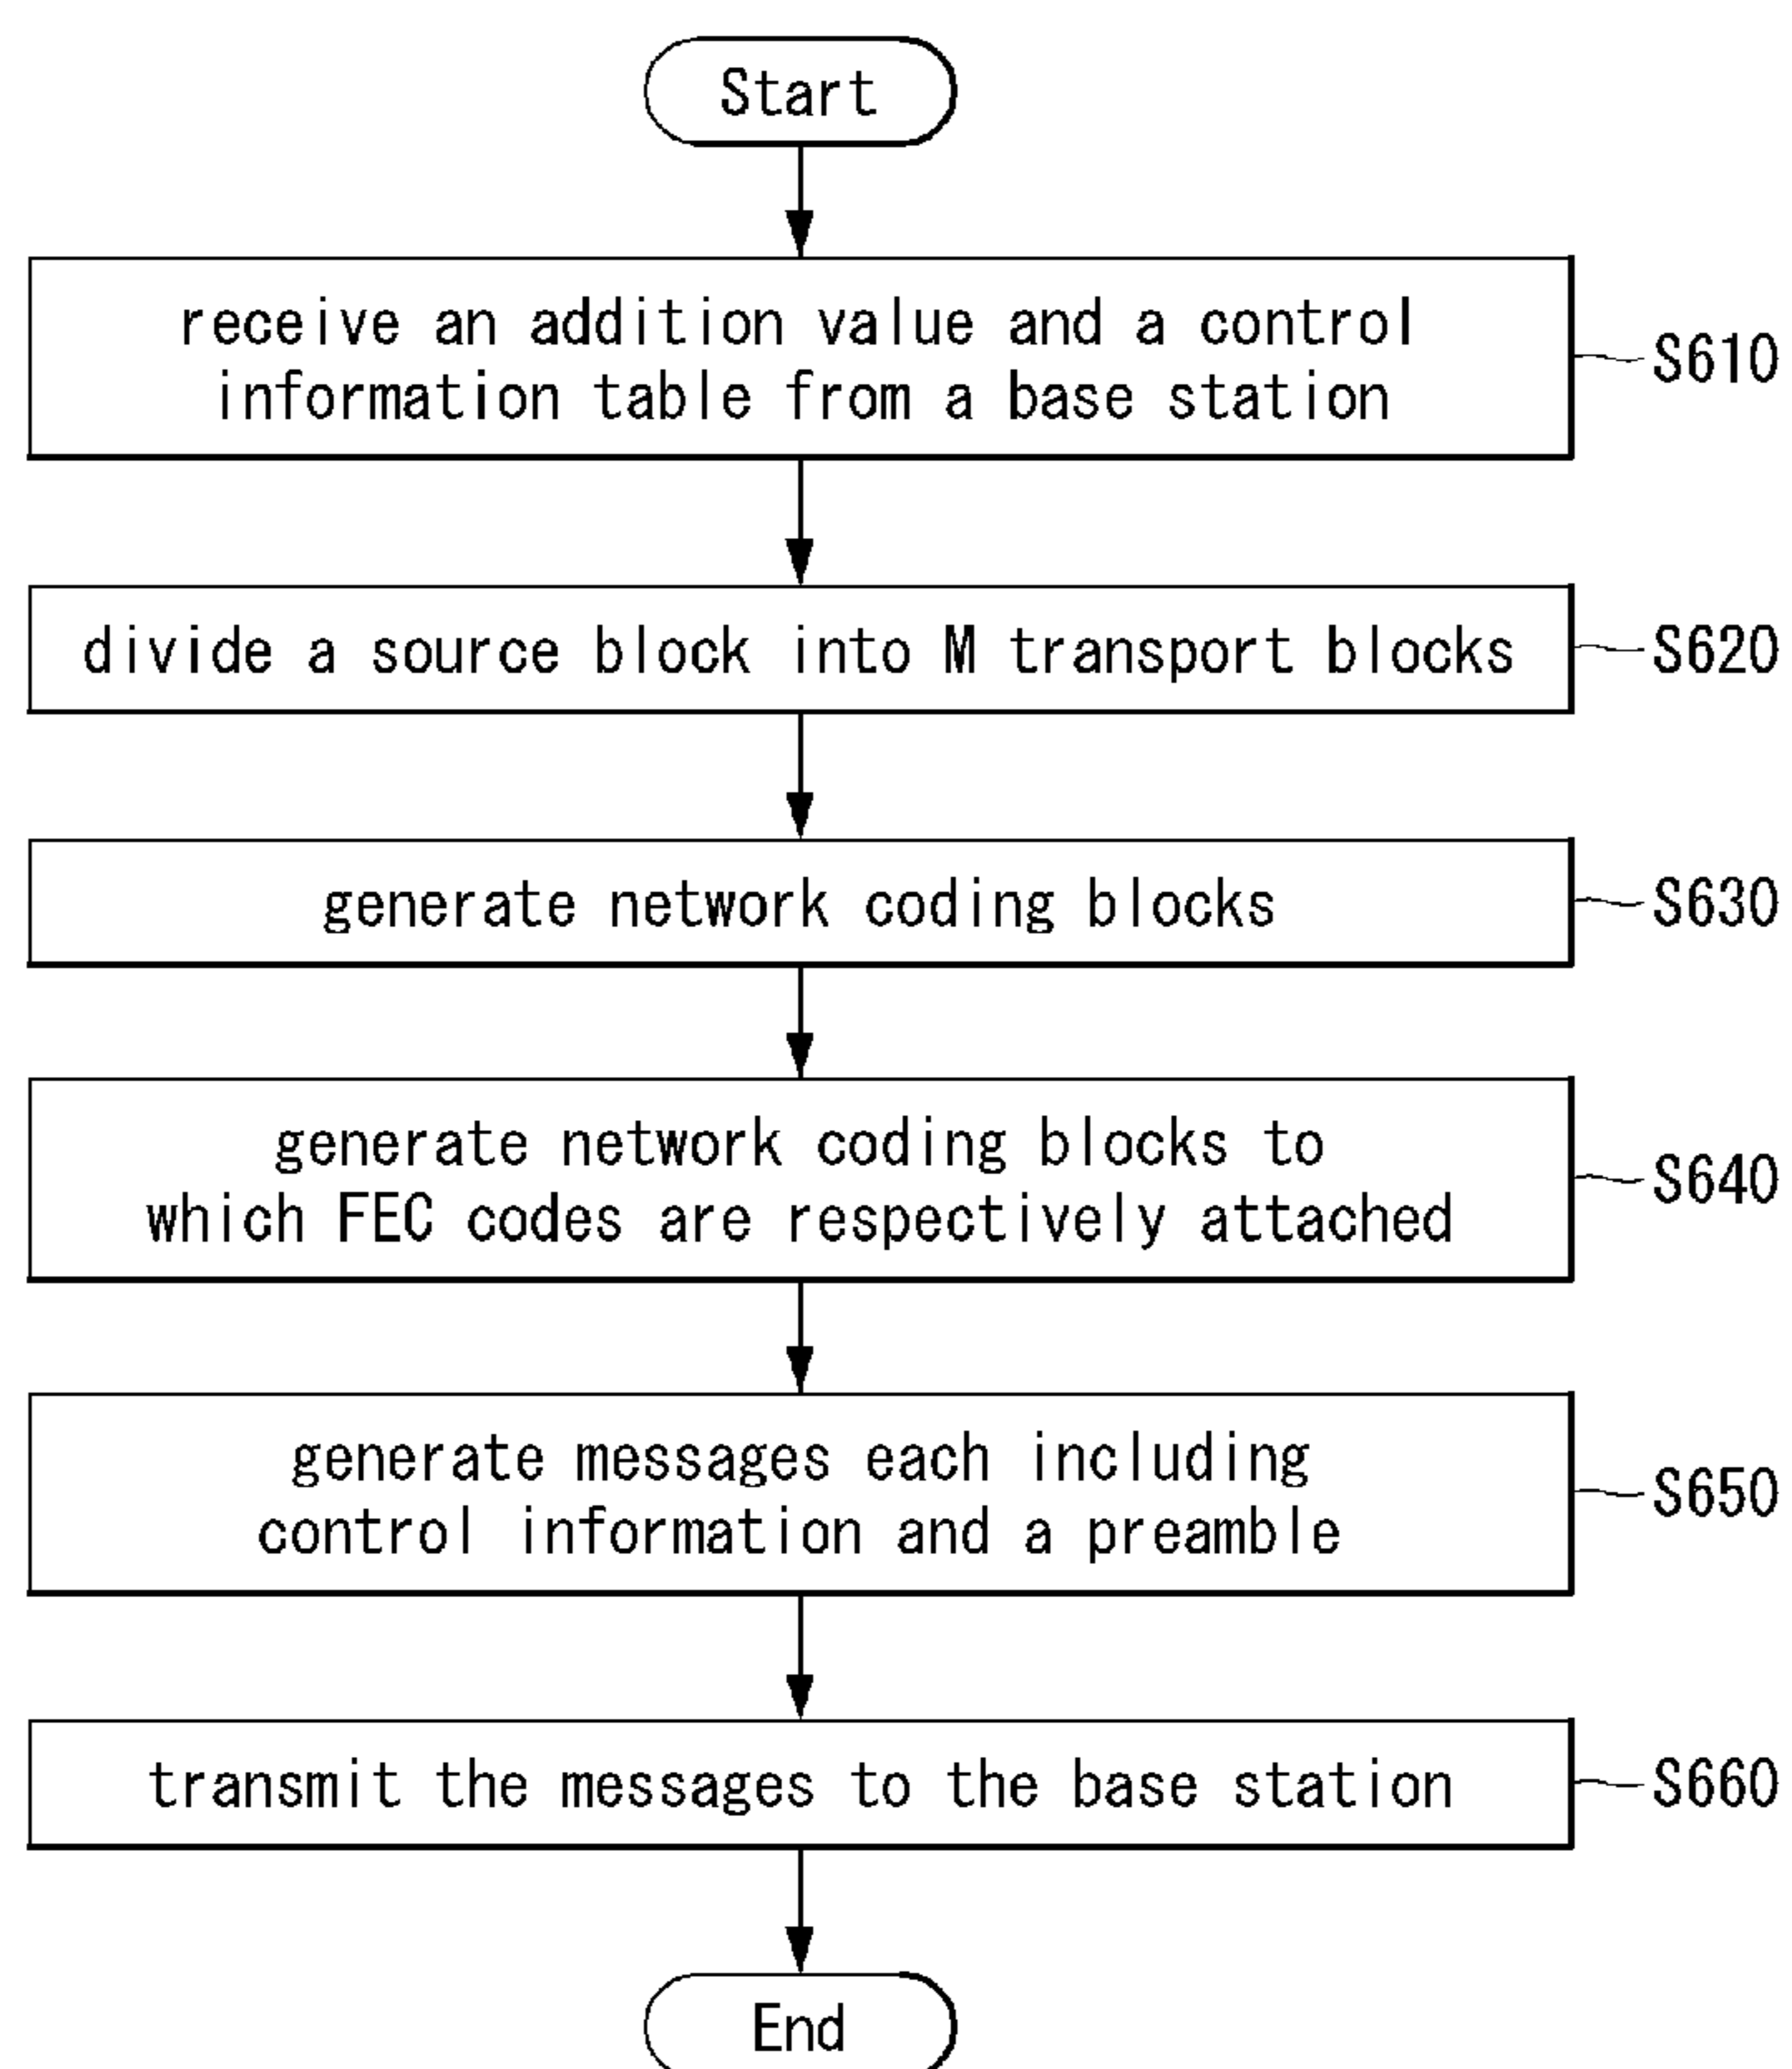 Start
receive an addition value and a control
information table from a base station
S610
divide a source block into M transport blocks
S620
generate network coding blocks
S630
generate network coding blocks to
which FEC codes are respectively attached
S640
generate messages each including
control information and a preamble
S650
transmit the messages to the base station
S660
End